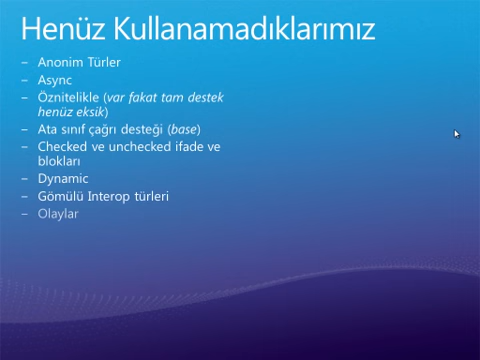 Henüz Kullanamadıklarımız
– Anonim Türler
– Async
– Öznitelikle (var fakat tam destek
henüz eksik)
– Ata sınıf çağrı desteği (base)
– Checked ve unchecked ifade ve
blokları
– Dynamic
– Gömülü Interop türleri
– Olaylar